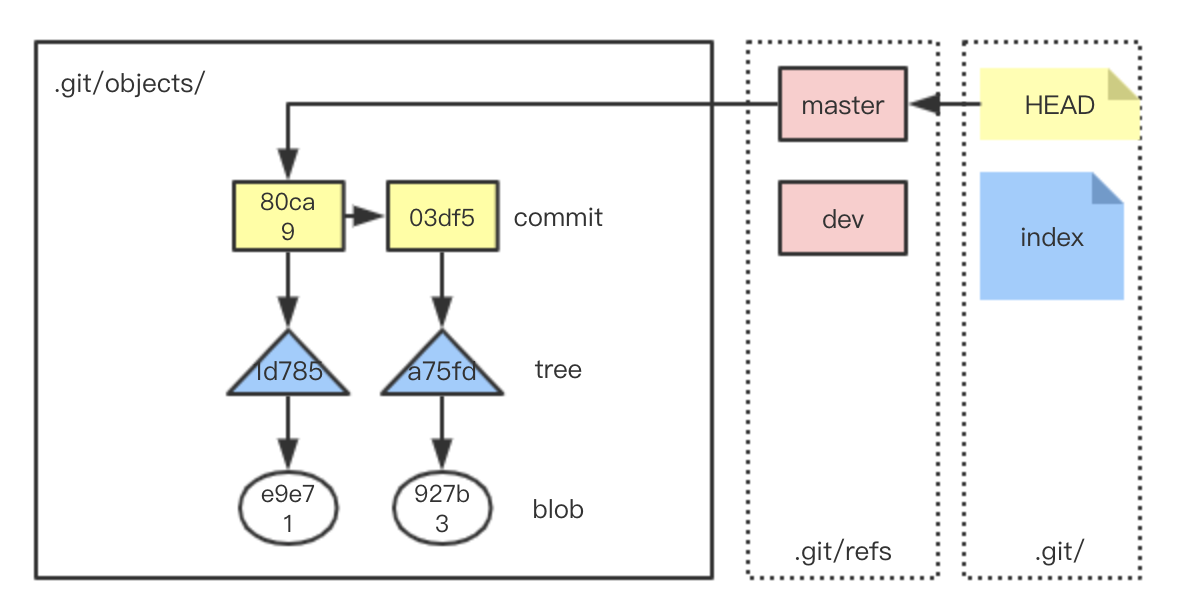 .git/objects/
master
HEAD
80ca
9
03df5
commit
dev
index
1d785
a75fd
tree
e9e7
1
927b
3
blob
.git/refs
.git/